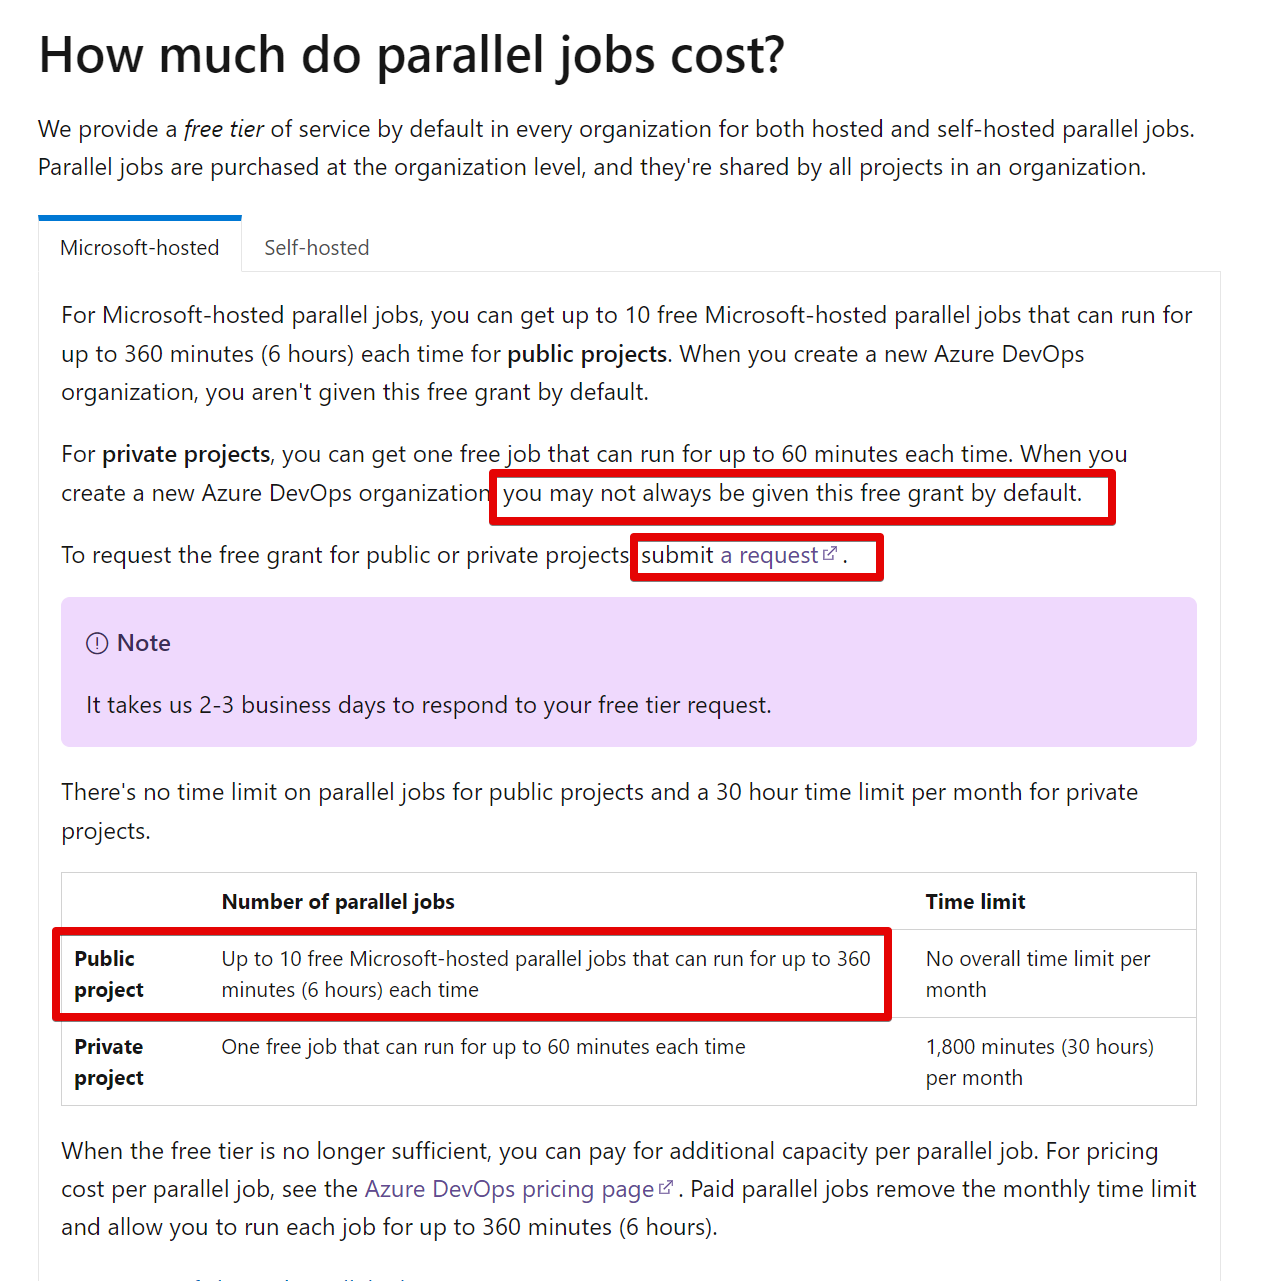 How much do parallel jobs cost?
We provide a free tier of service by default in every organization for both hosted and self-hosted parallel jobs.
Parallel jobs are purchased at the organization level, and they're shared by all projects in an organization.
Microsoft-hosted
Self-hosted
For Microsoft-hosted parallel jobs, you can get up to 10 free Microsoft-hosted parallel jobs that can run for
up to 360 minutes (6 hours) each time for public projects. When you create a new Azure DevOps
organization, you aren't given this free grant by default.
For private projects, you can get one free job that can run for up to 60 minutes each time. When you
create a new Azure DevOps organization you may not always be given this free grant by default.
To request the free grant for public or private projects submit a request.
Note
It takes us 2-3 business days to respond to your free tier request.
There's no time limit on parallel jobs for public projects and a 30 hour time limit per month for private
projects.
Number of parallel jobs
Time limit
Public
project
Up to 10 free Microsoft-hosted parallel jobs that can run for up to 360
minutes (6 hours) each time
No overall time limit per
month
Private
project
One free job that can run for up to 60 minutes each time
1,800 minutes (30 hours)
per month
When the free tier is no longer sufficient, you can pay for additional capacity per parallel job. For pricing
cost per parallel job, see the Azure DevOps pricing page. Paid parallel jobs remove the monthly time limit
and allow you to run each job for up to 360 minutes (6 hours).